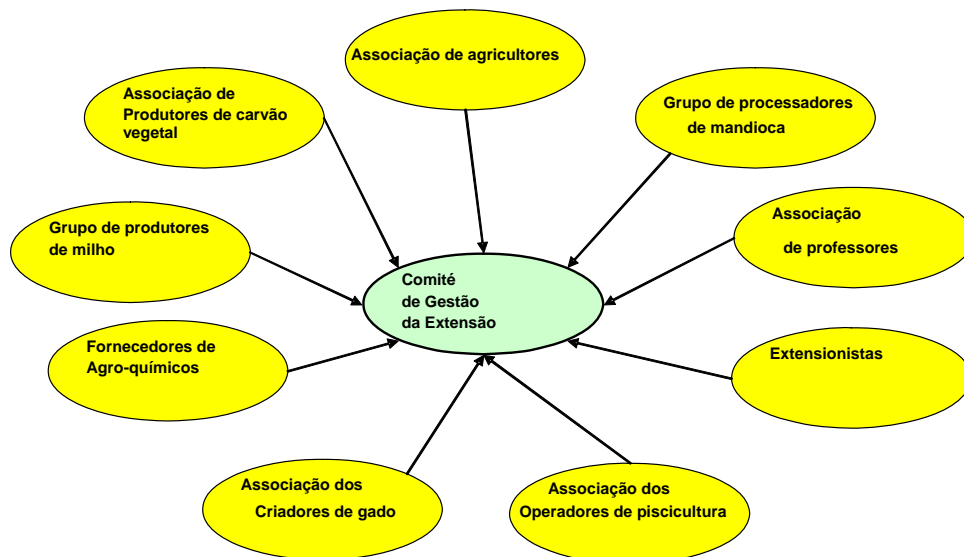 Associação de agricultores
Associação de
Produtores de carvão
vegetal
Grupo de processadores
de mandioca
Grupo de produtores
de milho
Associação
de professores
Comité
de Gestão
da Extensão
Fornecedores de
Agro-químicos
Extensionistas
Associação dos
Criadores de gado
Associação dos
Operadores de piscicultura